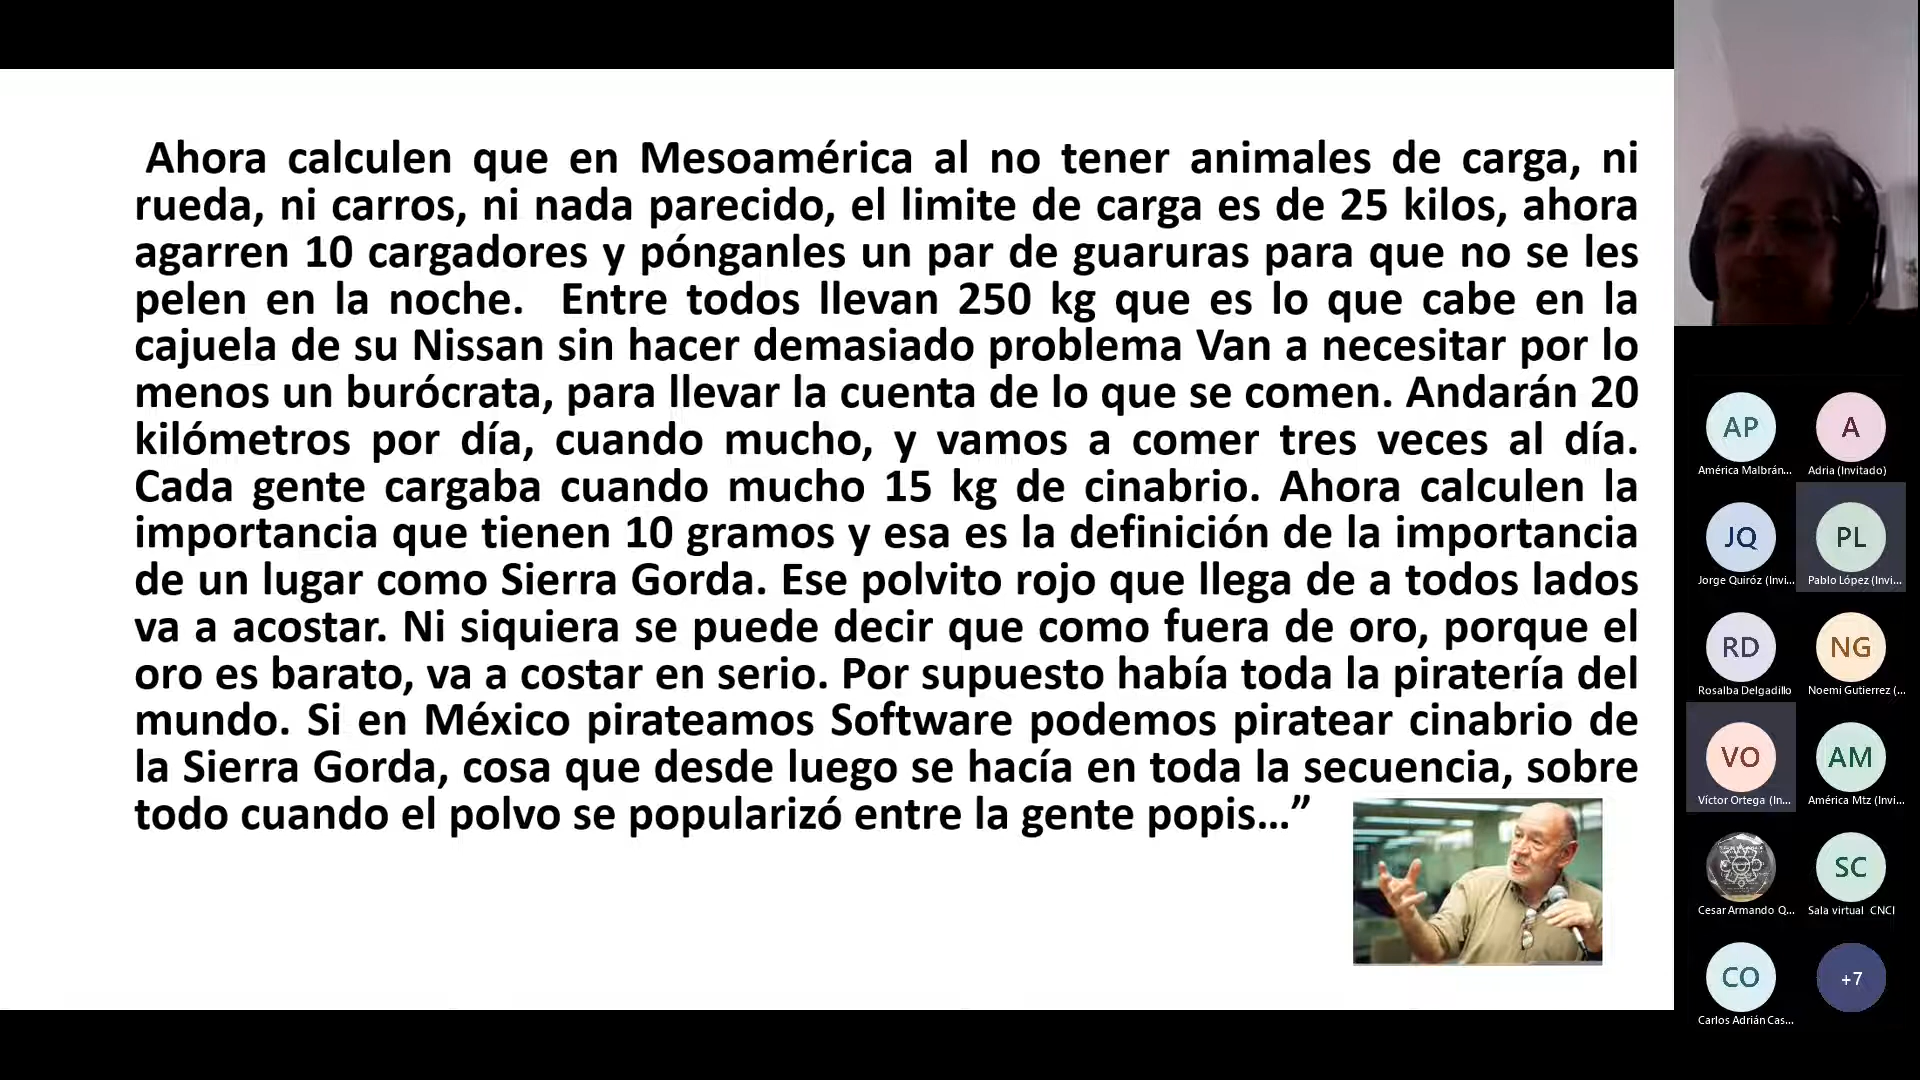 Ahora calculen que en Mesoamérica al no tener animales de carga, ni
rueda, ni carros, ni nada parecido, el limite de carga es de 25 kilos, ahora
agarren 10 cargadores y pónganles un par de guaruras para que no se les
pelen en la noche. Entre todos llevan 250 kg que es lo que cabe en la
cajuela de su Nissan sin hacer demasiado problema Van a necesitar por lo
menos un burócrata, para llevar la cuenta de lo que se comen. Andarán 20
kilómetros por día, cuando mucho, y vamos a comer tres veces al día.
Cada gente cargaba cuando mucho 15 kg de cinabrio. Ahora calculen la
importancia que tienen 10 gramos y esa es la definición de la importancia
de un lugar como Sierra Gorda. Ese polvito rojo que llega de a todos lados
va a acostar. Ni siquiera se puede decir que como fuera de oro, porque el
oro es barato, va a costar en serio. Por supuesto había toda la piratería del
mundo. Si en México pirateamos Software podemos piratear cinabrio de
la Sierra Gorda, cosa que desde luego se hacía en toda la secuencia, sobre
todo cuando el polvo se popularizó entre la gente popis...”
AP
América Malbrán...
A
Adria (Invitado)
JQ
Jorge Quiróz (Invi...
PL
Pablo López (Invi...
RD
Rosalba Delgadillo
NG
Noemi Gutierrez (...
VO
Víctor Ortega (In...
AM
América Mtz (Invi...
Cesar Armando Q...
SC
Sala virtual CNCI
CO
Carlos Adrián Cas...
+7